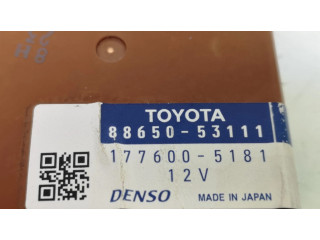 TOYOTA
88650-53111
177600-5181
12V
DENSO MADE IN JAPAN